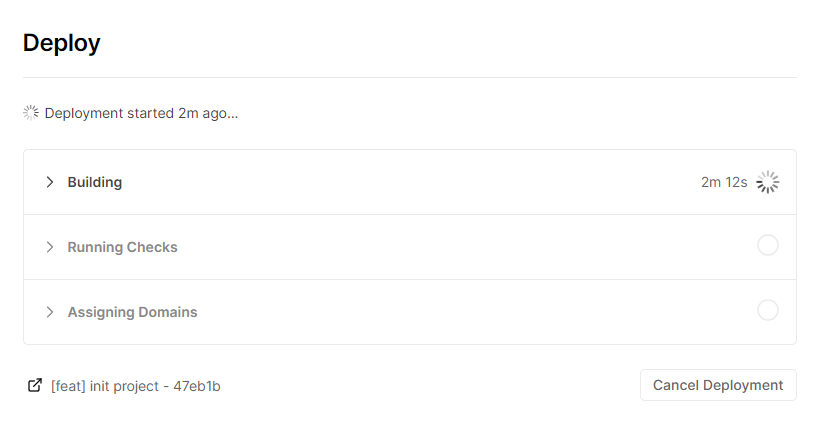 Deploy
Deployment started 2m ago...
Building 2m 12s
Running Checks
Assigning Domains
[feat] init project - 47eb1b Cancel Deployment